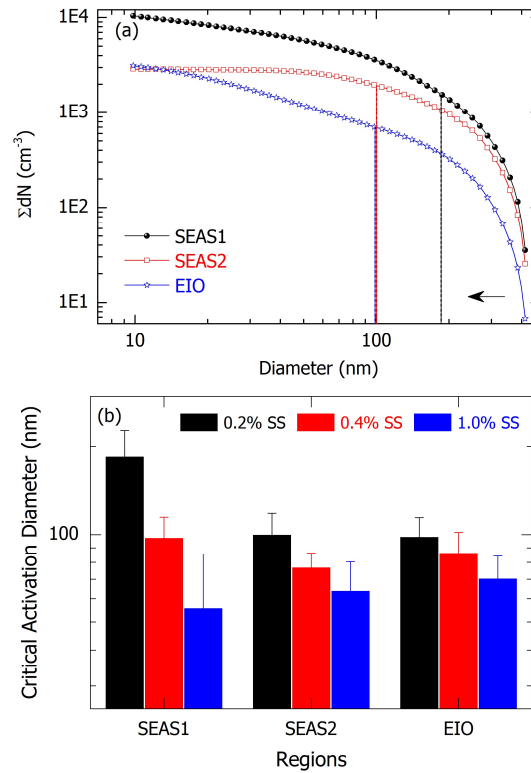 (a)
1E4
1E3
1E2
1E1
ΣdN (cm-3)
SEAS1
SEAS2
EIO
10
100
Diameter (nm)
(b)
0.2% SS 0.4% SS 1.0% SS
100
Critical Activation Diameter (nm)
SEAS1 SEAS2 EIO
Regions